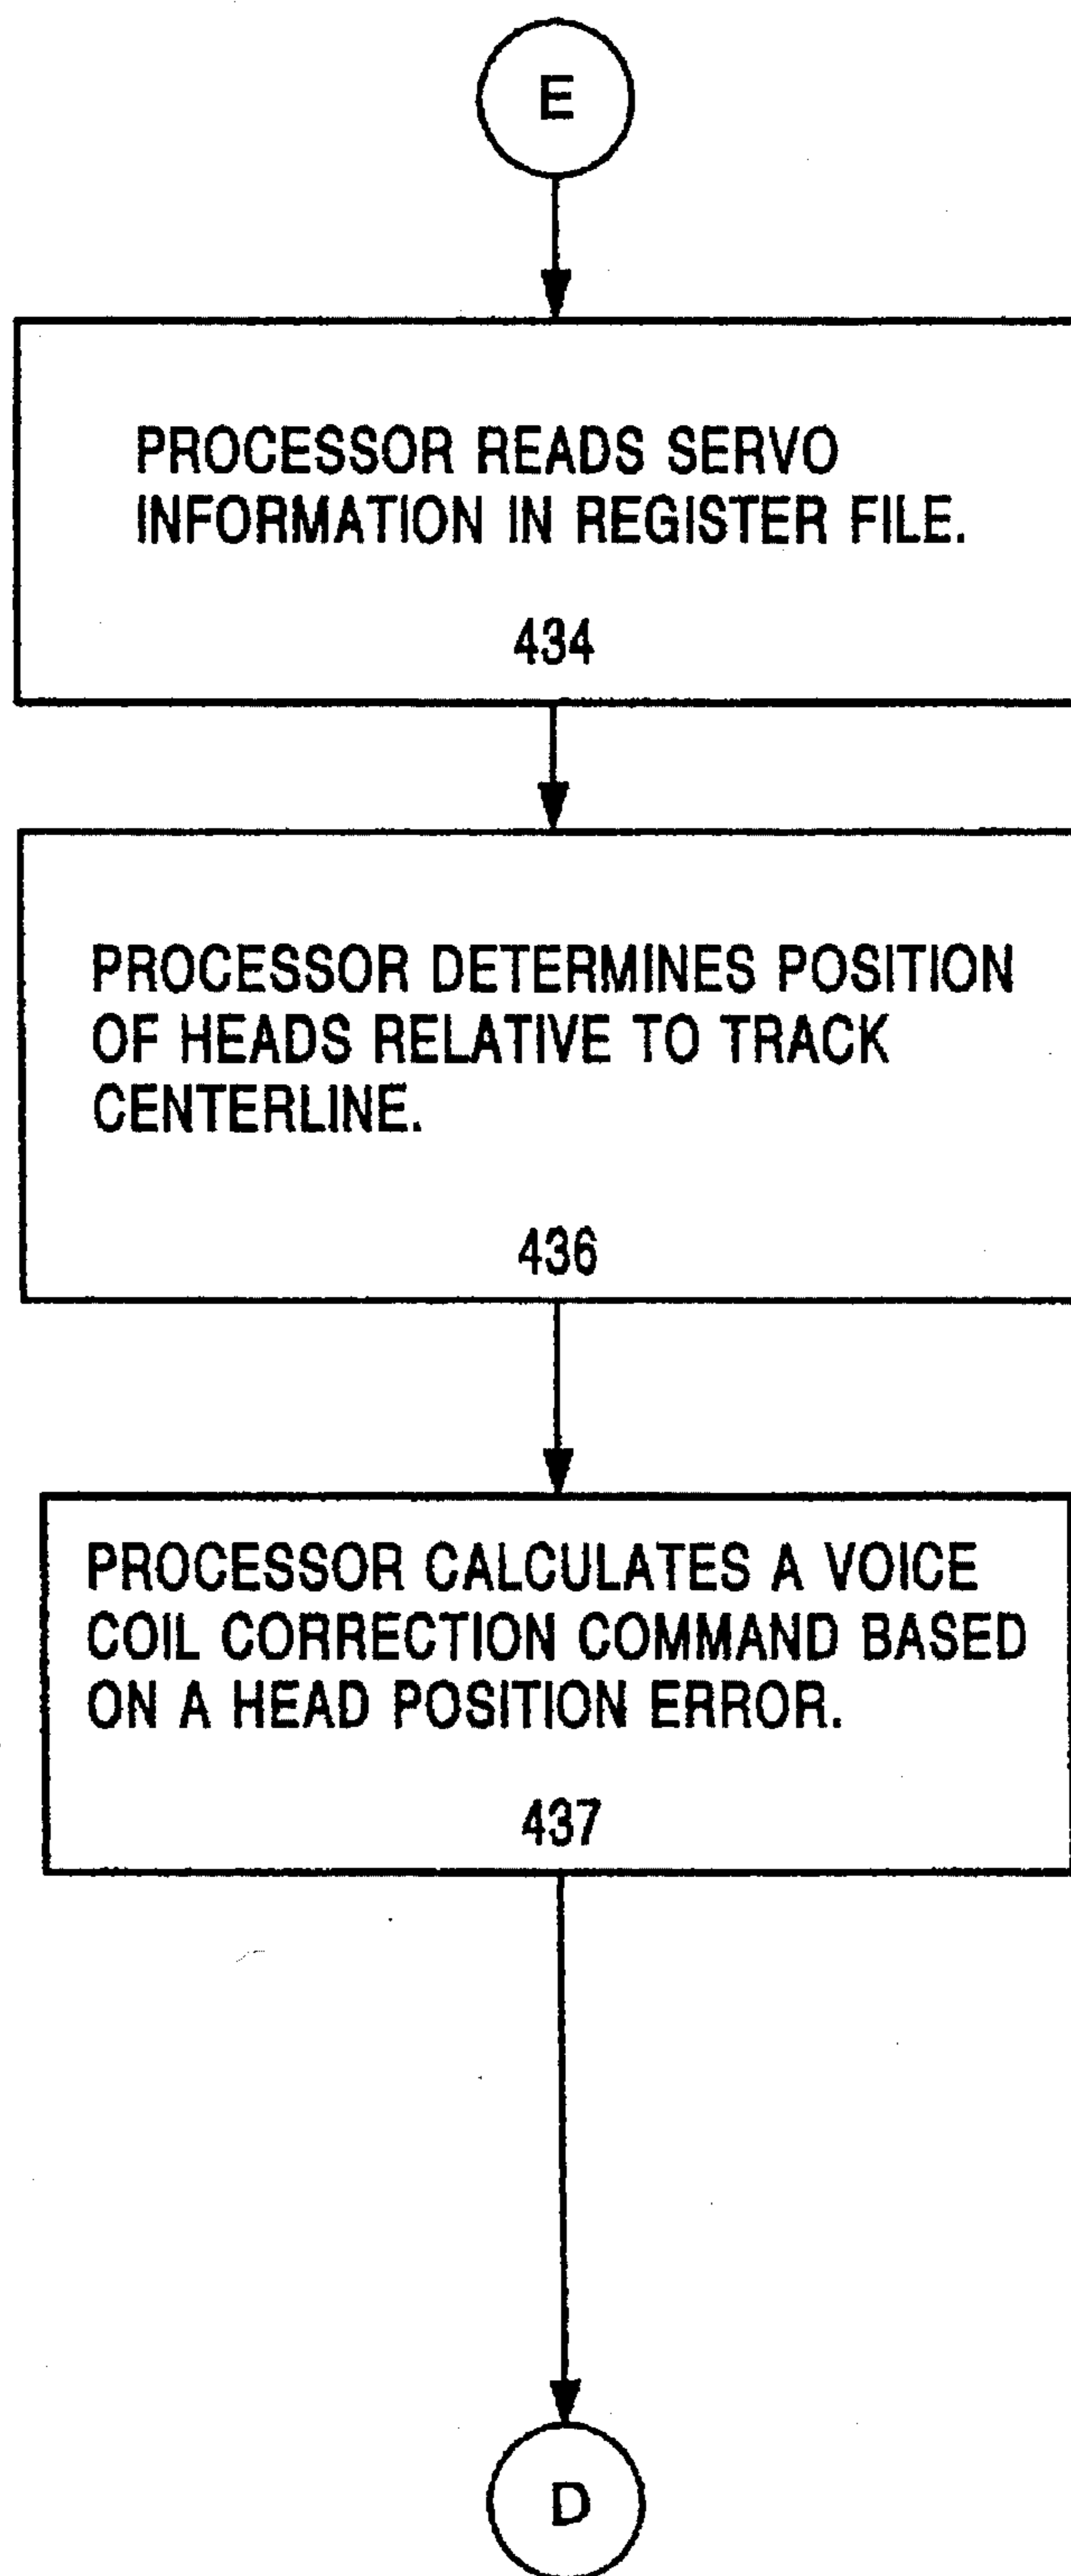 E
PROCESSOR READS SERVO
INFORMATION IN REGISTER FILE.
434
PROCESSOR DETERMINES POSITION
OF HEADS RELATIVE TO TRACK
CENTERLINE.
436
PROCESSOR CALCULATES A VOICE
COIL CORRECTION COMMAND BASED
ON A HEAD POSITION ERROR.
437
D